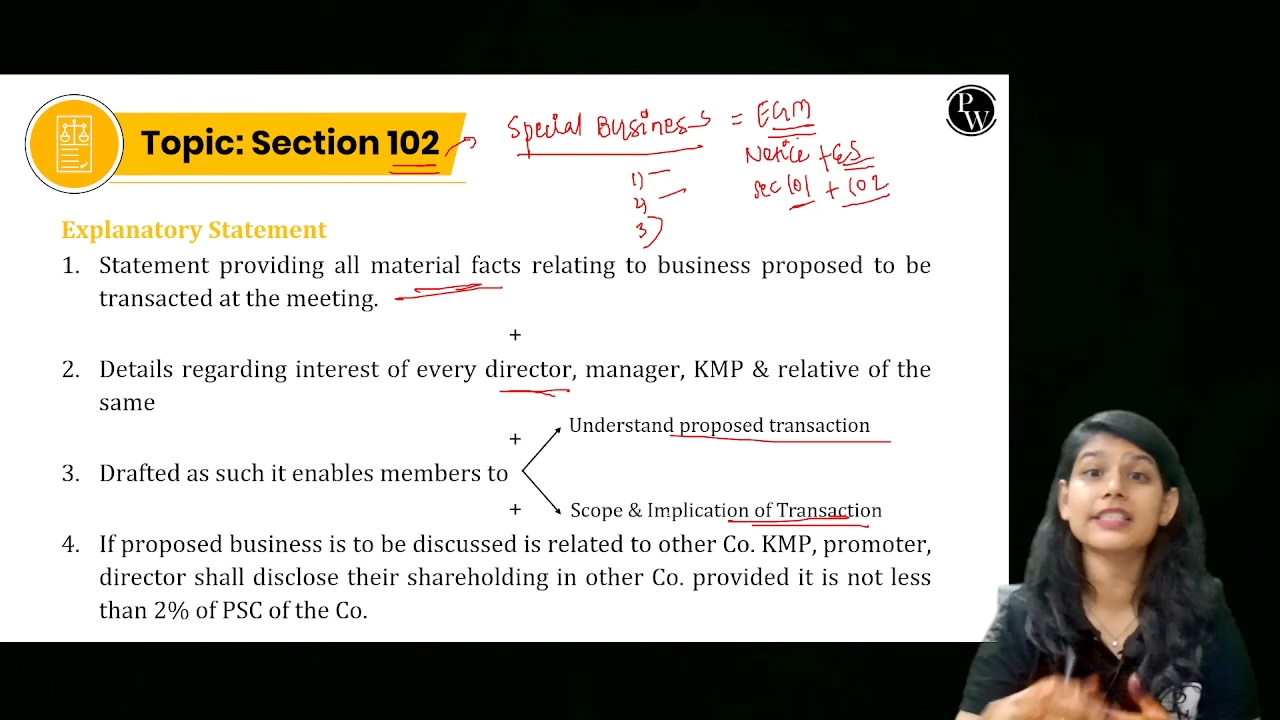 Topic: Section 102
Special Business = EGM
Notice + ES
Sec 101 + 102
1)
2)
3)
PW
Explanatory Statement
1. Statement providing all material facts relating to business proposed to be
transacted at the meeting.
+
2. Details regarding interest of every director, manager, KMP & relative of the
same
+
Understand proposed transaction
3. Drafted as such it enables members to
+
Scope & Implication of Transaction
4. If proposed business is to be discussed is related to other Co. KMP, promoter,
director shall disclose their shareholding in other Co. provided it is not less
than 2% of PSC of the Co.